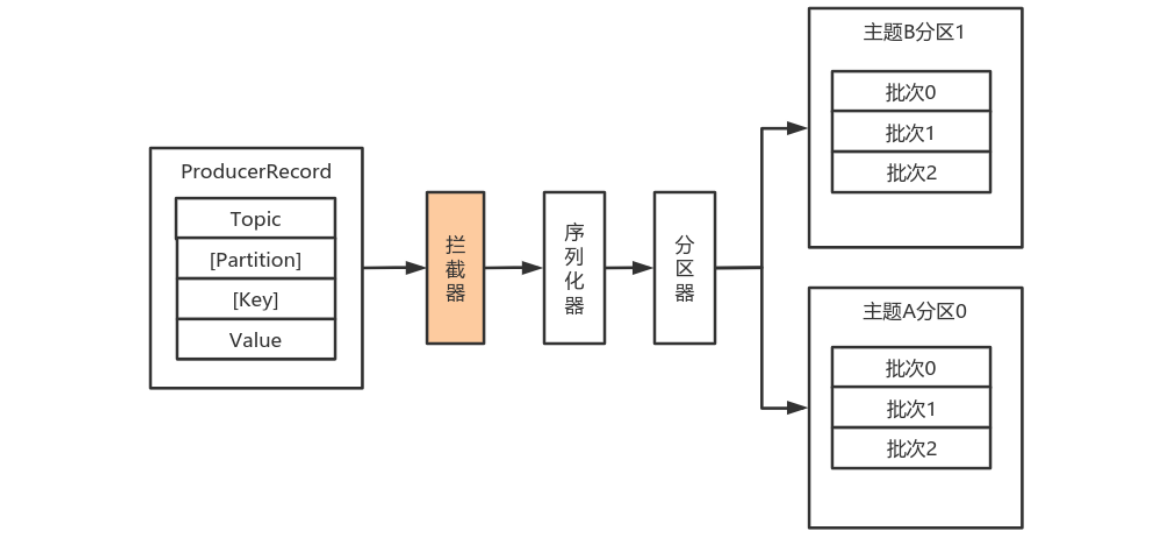 ProducerRecord
Topic
[Partition]
[Key]
Value
拦截器
序列化器
分区器
主题B分区1
批次0
批次1
批次2
主题A分区0
批次0
批次1
批次2